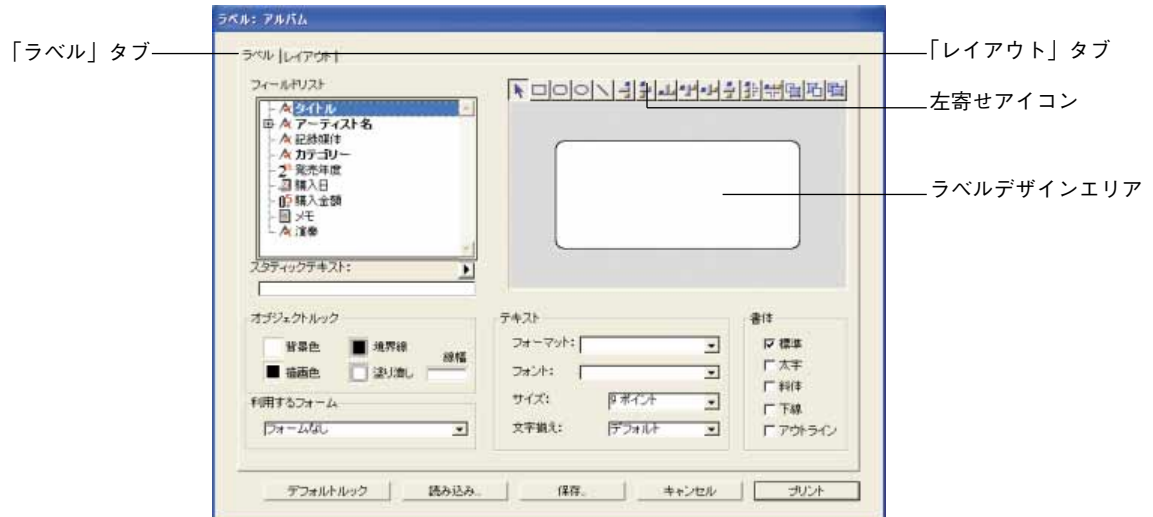 ラベル: アルバム
「ラベル」タブ
ラベル
レイアウト
「レイアウト」タブ
フィールドリスト
左寄せアイコン
タイトル
アーティスト名
記録媒体
カテゴリー
発売年度
購入日
購入金額
メモ
演奏
ラベルデザインエリア
スタティックテキスト:
オブジェクトルック
背景色
境界線
線幅
描画色
塗り潰し
利用するフォーム
フォームなし
テキスト
フォーマット:
フォント:
サイズ:
9 ポイント
文字揃え:
デフォルト
書体
標準
太字
斜体
下線
アウトライン
デフォルトルック
読み込み...
保存...
キャンセル
プリント